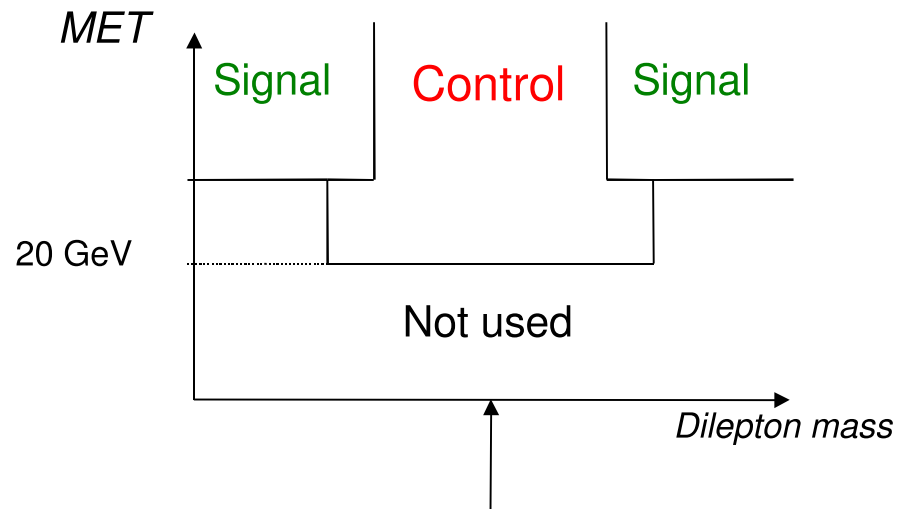 MET
Signal
Control
Signal
20 GeV
Not used
Dilepton mass